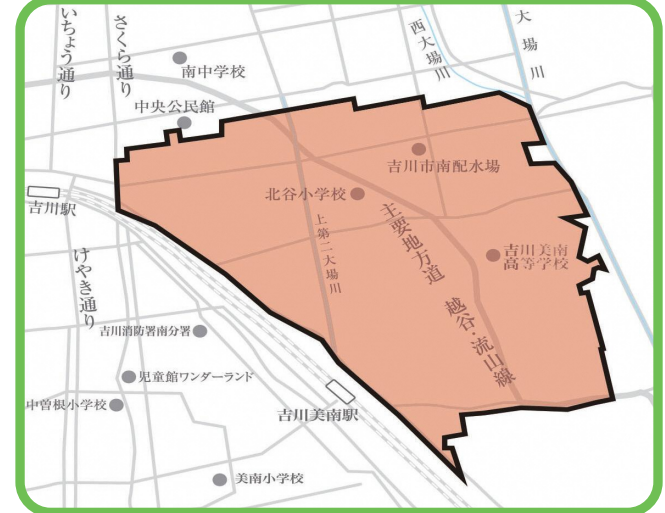 いちょう通り
さくら通り
南中学校
中央公民館
西大場川
大場川
吉川市南配水場
北谷小学校
吉川駅
上第二大場川
主要地方道 越谷・流山線
吉川美南
高等学校
けやき通り
吉川消防署南分署
児童館ワンダーランド
中曽根小学校
吉川美南駅
美南小学校